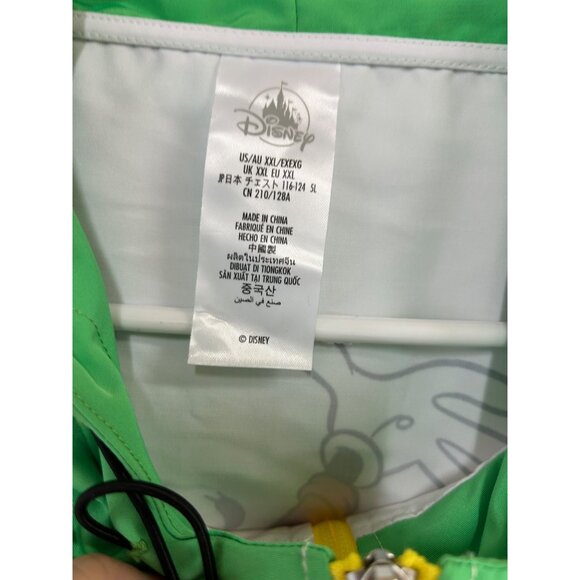 Disney
US/AU XXL/EXEXG
UK XXL EU XXL
JP日本 チェスト 116-124 5L
CN 210/128A
MADE IN CHINA
FABRIQUÉ EN CHINE
HECHO EN CHINA
中國製
ผลิตในประเทศจีน
DIBUAT DI TIONGKOK
SẢN XUẤT TẠI TRUNG QUỐC
중국산
صنع في الصين
© DISNEY